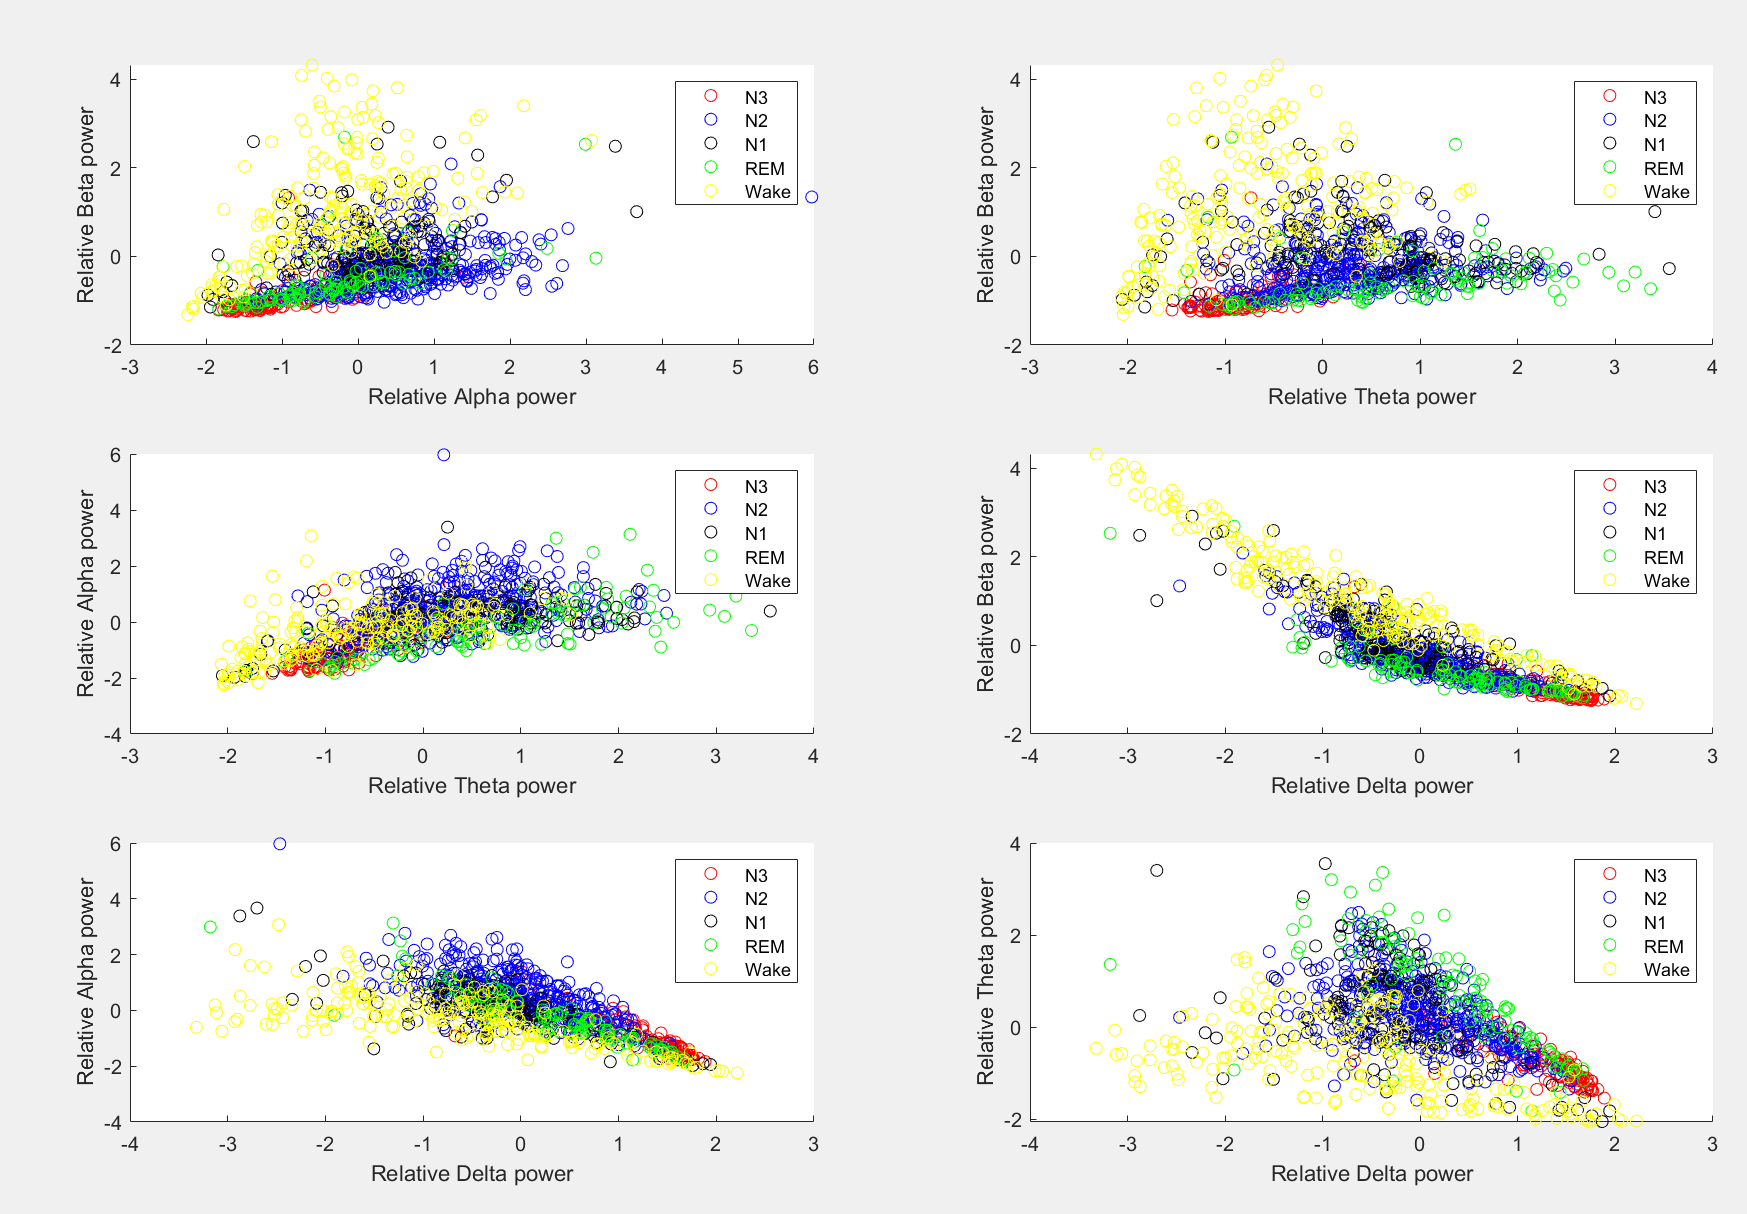 4
2
0
-2
-3
-2
-1
0
1
2
3
4
5
6
Relative Beta power
Relative Alpha power
N3
N2
N1
REM
Wake
4
2
0
-2
-3
-2
-1
0
1
2
3
4
Relative Beta power
Relative Theta power
N3
N2
N1
REM
Wake
6
4
2
0
-2
-4
-3
-2
-1
0
1
2
3
4
Relative Alpha power
Relative Theta power
N3
N2
N1
REM
Wake
4
2
0
-2
-4
-3
-2
-1
0
1
2
3
Relative Beta power
Relative Delta power
N3
N2
N1
REM
Wake
6
4
2
0
-2
-4
-4
-3
-2
-1
0
1
2
3
Relative Alpha power
Relative Delta power
N3
N2
N1
REM
Wake
4
2
0
-2
-4
-3
-2
-1
0
1
2
3
Relative Theta power
Relative Delta power
N3
N2
N1
REM
Wake